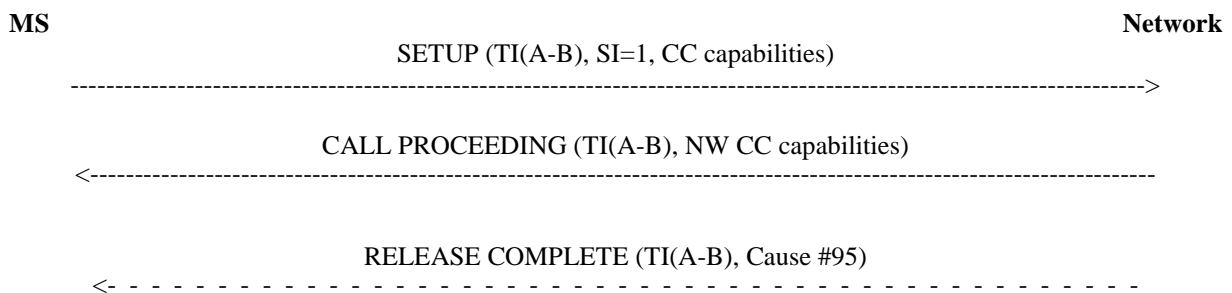 MS Network
SETUP (TI(A-B), SI=1, CC capabilities)
CALL PROCEEDING (TI(A-B), NW CC capabilities)
RELEASE COMPLETE (TI(A-B), Cause #95)